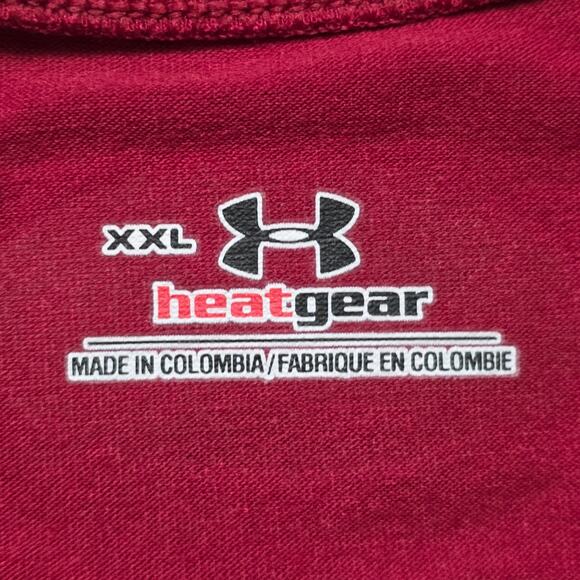 XXL
heatgear
MADE IN COLOMBIA/FABRIQUE EN COLOMBIE